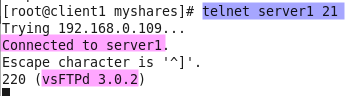 [root@client1 myshares]# telnet server1 21
Trying 192.168.0.109...
Connected to server1.
Escape character is '^]'.
220 (vsFTPd 3.0.2)